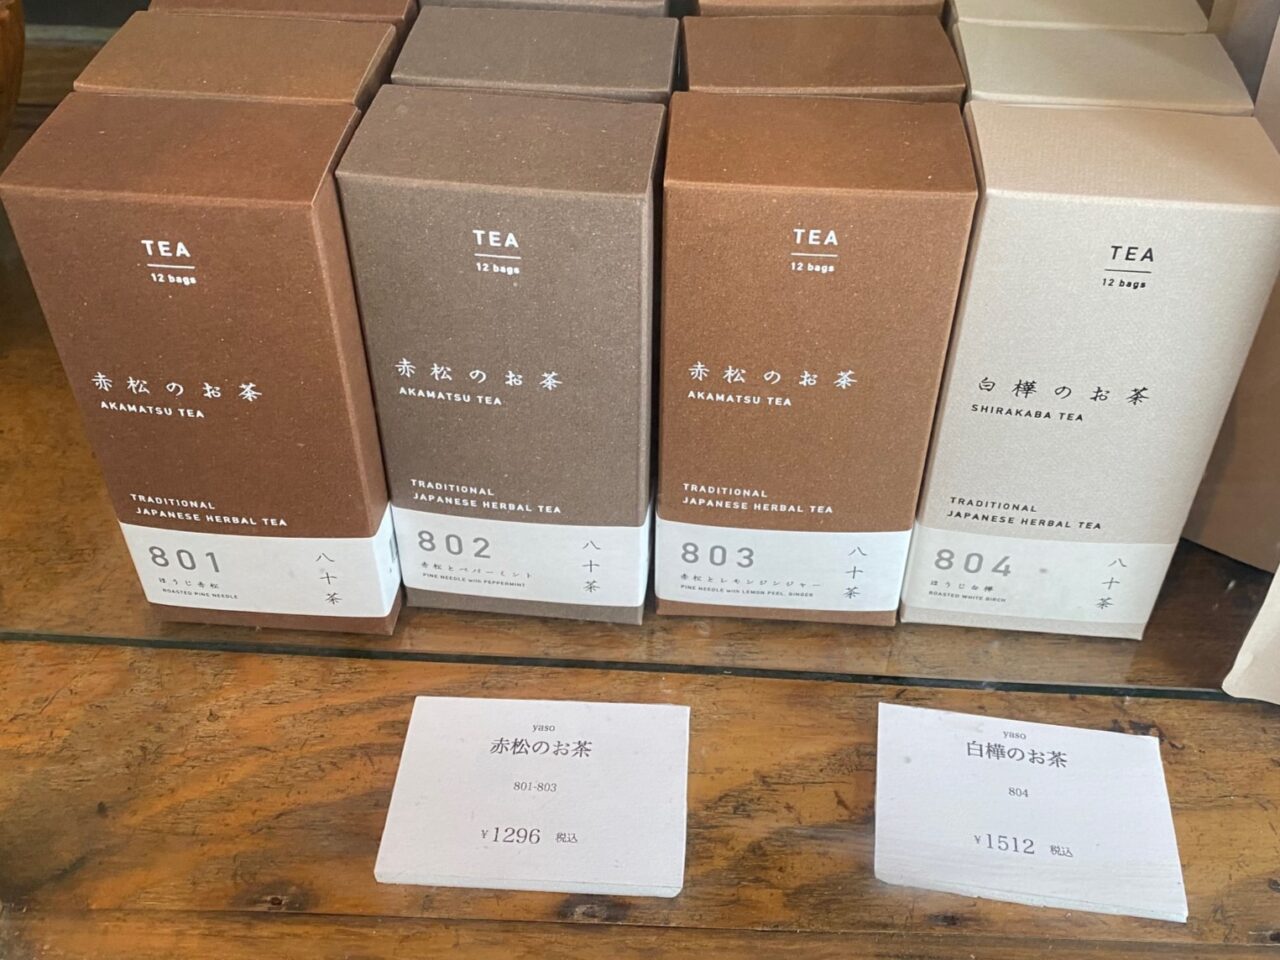 TEA
12 bags
赤松のお茶
AKAMATSU TEA
TRADITIONAL
JAPANESE HERBAL TEA
801
ほうじ赤松
ROASTED PINE NEEDLE
八十茶
TEA
12 bags
赤松のお茶
AKAMATSU TEA
TRADITIONAL
JAPANESE HERBAL TEA
802
赤松とペパーミント
PINE NEEDLE with PEPPERMINT
八十茶
TEA
12 bags
赤松のお茶
AKAMATSU TEA
TRADITIONAL
JAPANESE HERBAL TEA
803
赤松とレモンジンジャー
PINE NEEDLE with LEMON PEEL, GINGER
八十茶
TEA
12 bags
白樺のお茶
SHIRAKABA TEA
TRADITIONAL
JAPANESE HERBAL TEA
804
ほうじ白樺
ROASTED WHITE BIRCH
八十茶
yaso
赤松のお茶
801-803
¥1296 税込
yaso
白樺のお茶
804
¥1512 税込